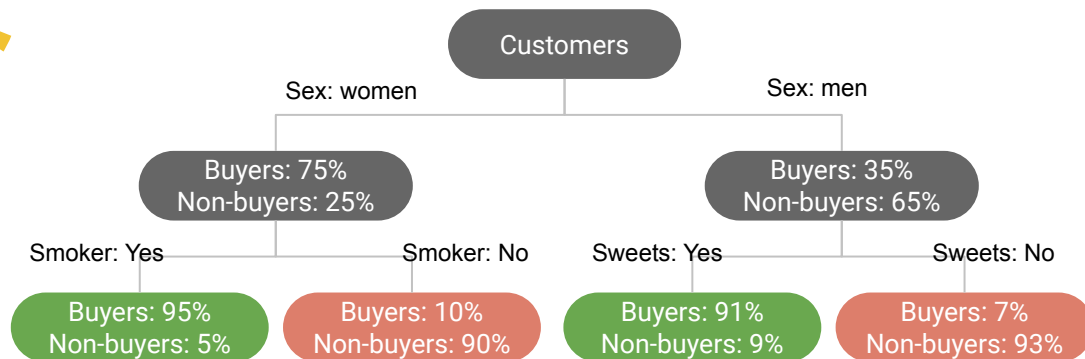 Customers
Sex: women
Sex: men
Buyers: 75%
Non-buyers: 25%
Buyers: 35%
Non-buyers: 65%
Smoker: Yes
Smoker: No
Sweets: Yes
Sweets: No
Buyers: 95%
Non-buyers: 5%
Buyers: 10%
Non-buyers: 90%
Buyers: 91%
Non-buyers: 9%
Buyers: 7%
Non-buyers: 93%